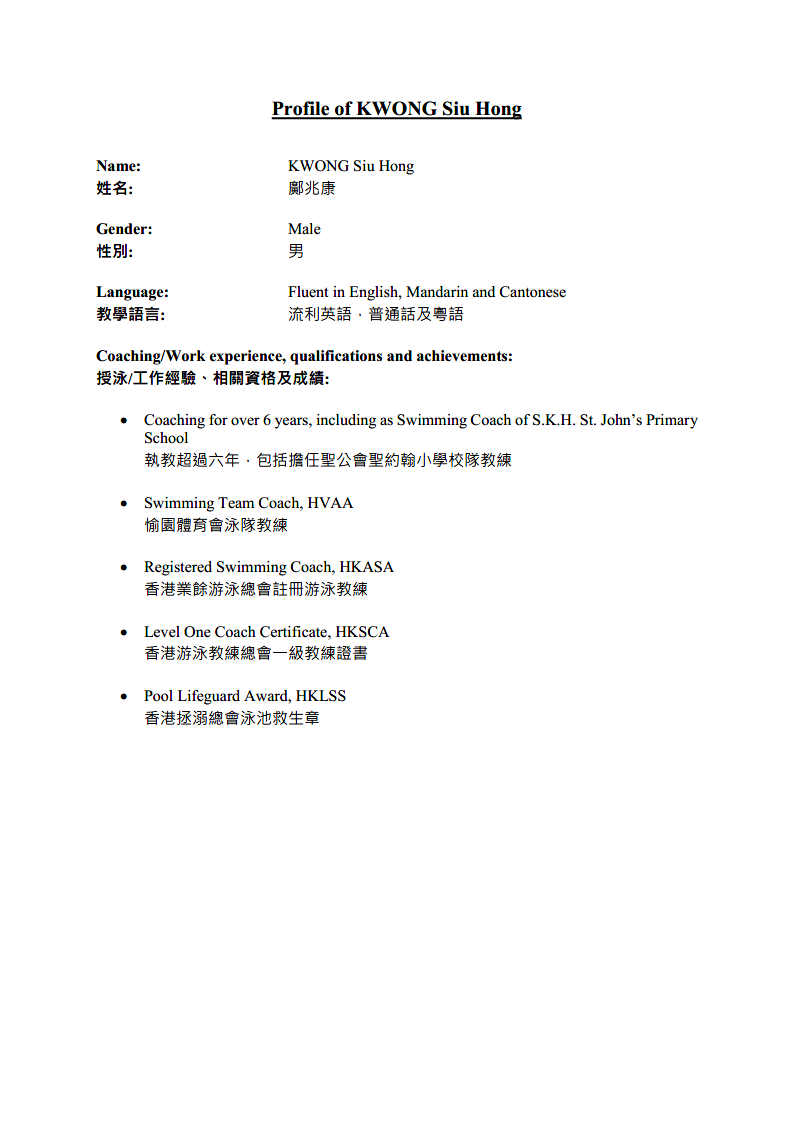 Profile of KWONG Siu Hong
Name: KWONG Siu Hong
姓名: 鄺兆康
Gender: Male
性別: 男
Language: Fluent in English, Mandarin and Cantonese
教學語言: 流利英語，普通話及粵語
Coaching/Work experience, qualifications and achievements:
授泳/工作經驗、相關資格及成績:
• Coaching for over 6 years, including as Swimming Coach of S.K.H. St. John’s Primary
School
執教超過六年，包括擔任聖公會聖約翰小學校隊教練
• Swimming Team Coach, HVAA
愉園體育會泳隊教練
• Registered Swimming Coach, HKASA
香港業餘游泳總會註冊游泳教練
• Level One Coach Certificate, HKSCA
香港游泳教練總會一級教練證書
• Pool Lifeguard Award, HKLSS
香港拯溺總會泳池救生章